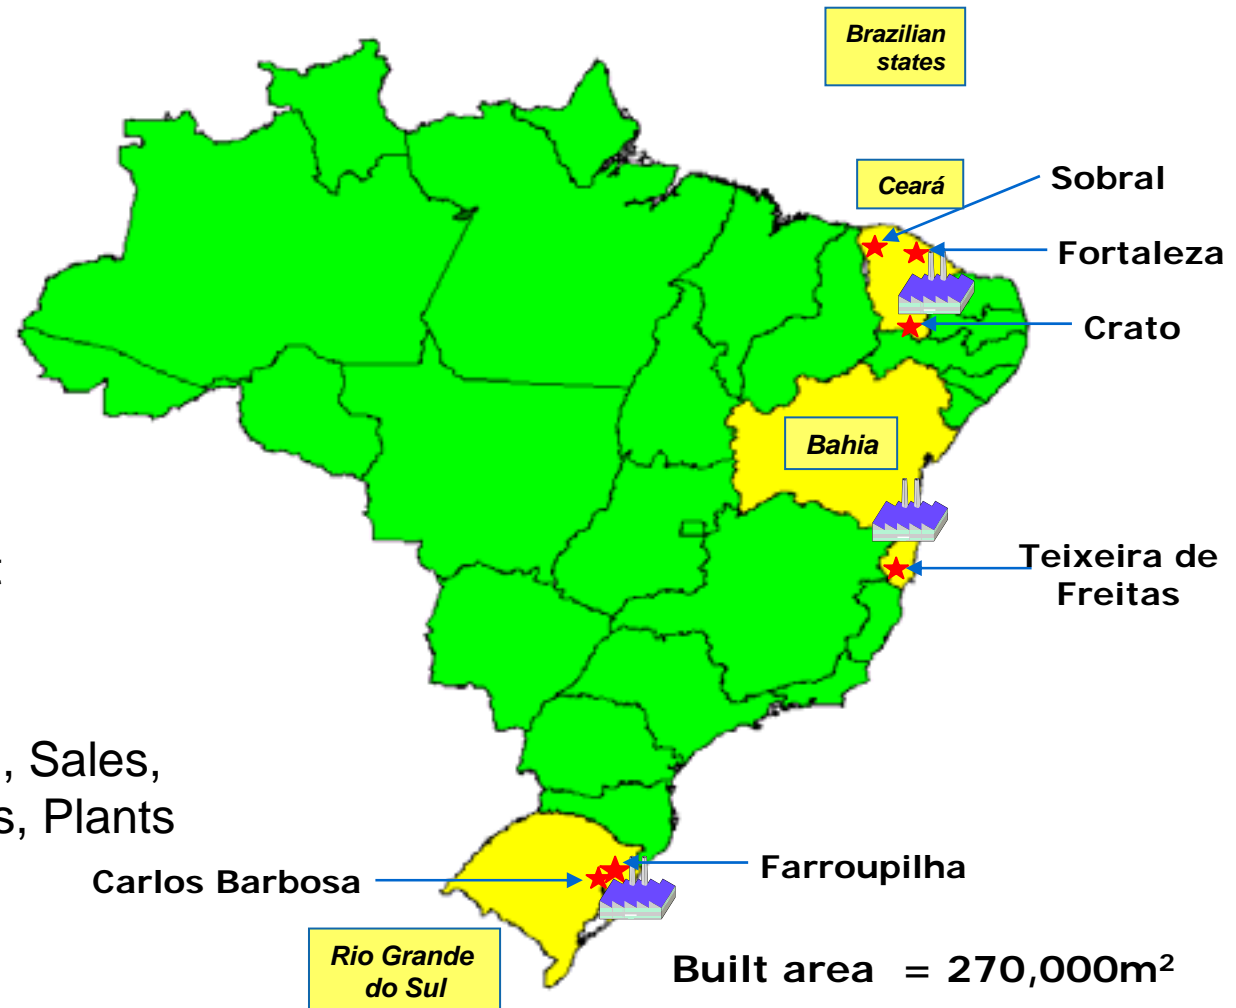 Brazilian
states
Ceará
Sobral
Fortaleza
Crato
Bahia
Teixeira de
Freitas
, Sales,
s, Plants
Carlos Barbosa
Farroupilha
Rio Grande
do Sul
Built area = 270,000m²